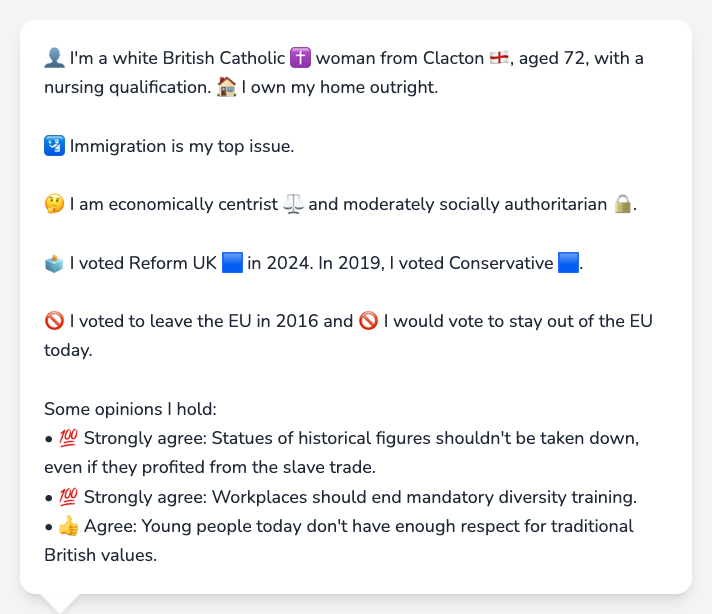 👤 I'm a white British Catholic ✝️ woman from Clacton 🏴󠁧󠁢󠁥󠁮󠁧󠁿, aged 72, with a
nursing qualification. 🏠 I own my home outright.
🛂 Immigration is my top issue.
🤔 I am economically centrist ⚖️ and moderately socially authoritarian 🔒.
🗳️ I voted Reform UK 🟦 in 2024. In 2019, I voted Conservative 🟦.
🚫 I voted to leave the EU in 2016 and 🚫 I would vote to stay out of the EU
today.
Some opinions I hold:
• 💯 Strongly agree: Statues of historical figures shouldn't be taken down,
even if they profited from the slave trade.
• 💯 Strongly agree: Workplaces should end mandatory diversity training.
• 👍 Agree: Young people today don't have enough respect for traditional
British values.